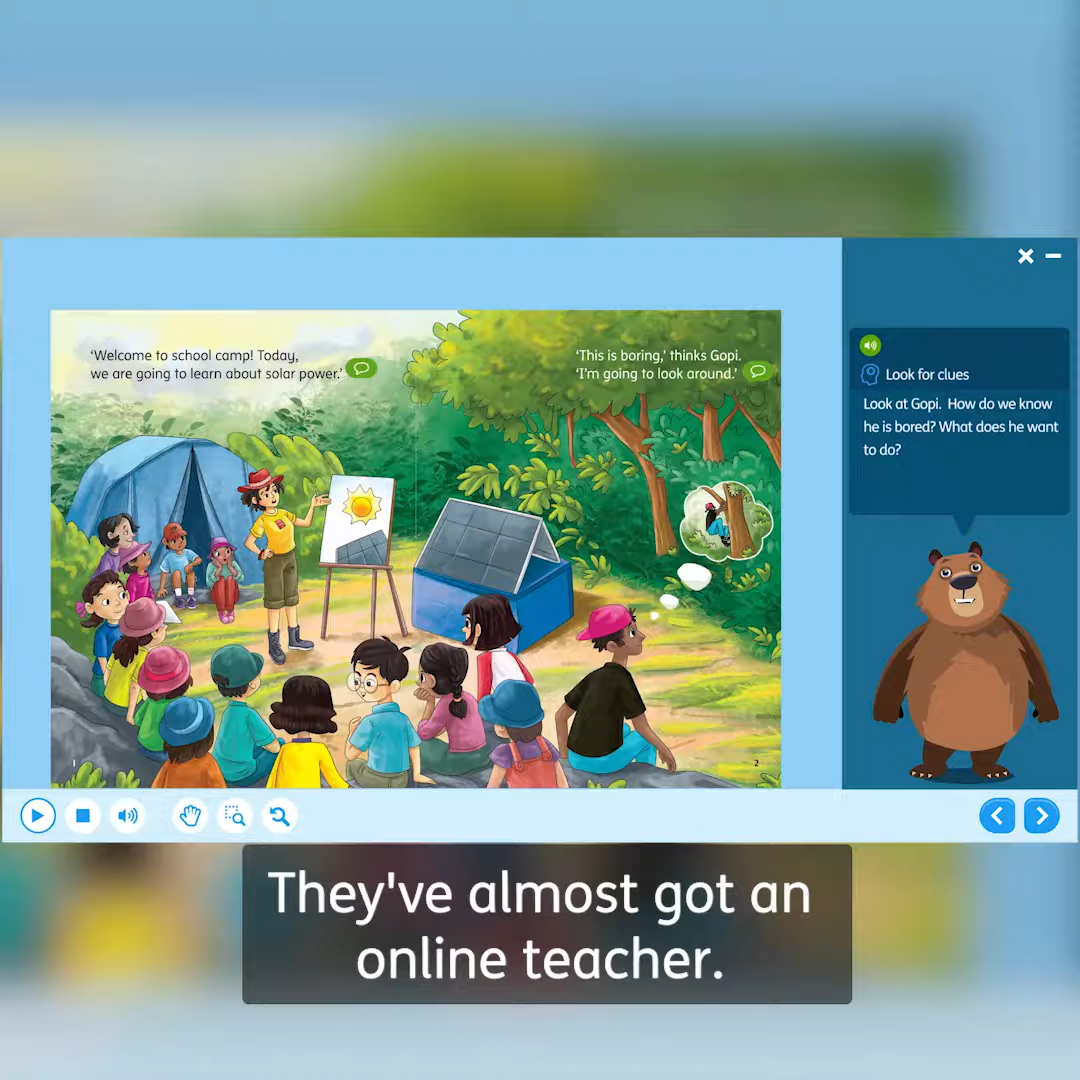 ‘Welcome to school camp! Today,
we are going to learn about solar power.’
‘This is boring,’ thinks Gopi.
‘I’m going to look around.’
Look for clues
Look at Gopi.  How do we know
he is bored? What does he want
to do?
1
2
They've almost got an
online teacher.